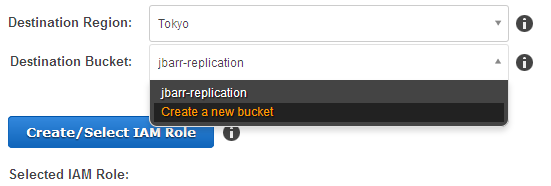 Destination Region: Tokyo
Destination Bucket: jbarr-replication
jbarr-replication
Create a new bucket
Create/Select IAM Role
Selected IAM Role: